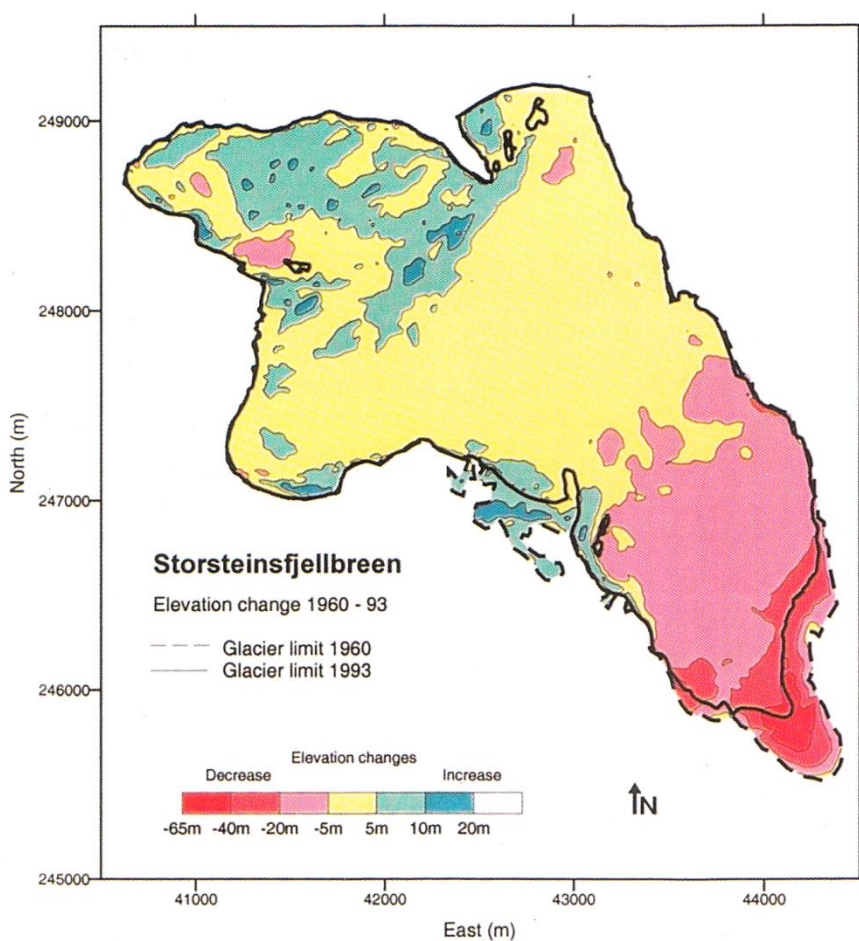 249000
248000
247000
246000
245000
North (m)
Storsteinsfjellbreen
Elevation change 1960 - 93
Glacier limit 1960
Glacier limit 1993
Elevation changes
Decrease Increase
-65m -40m -20m -5m 5m 10m 20m
N
41000 42000 43000 44000
East (m)